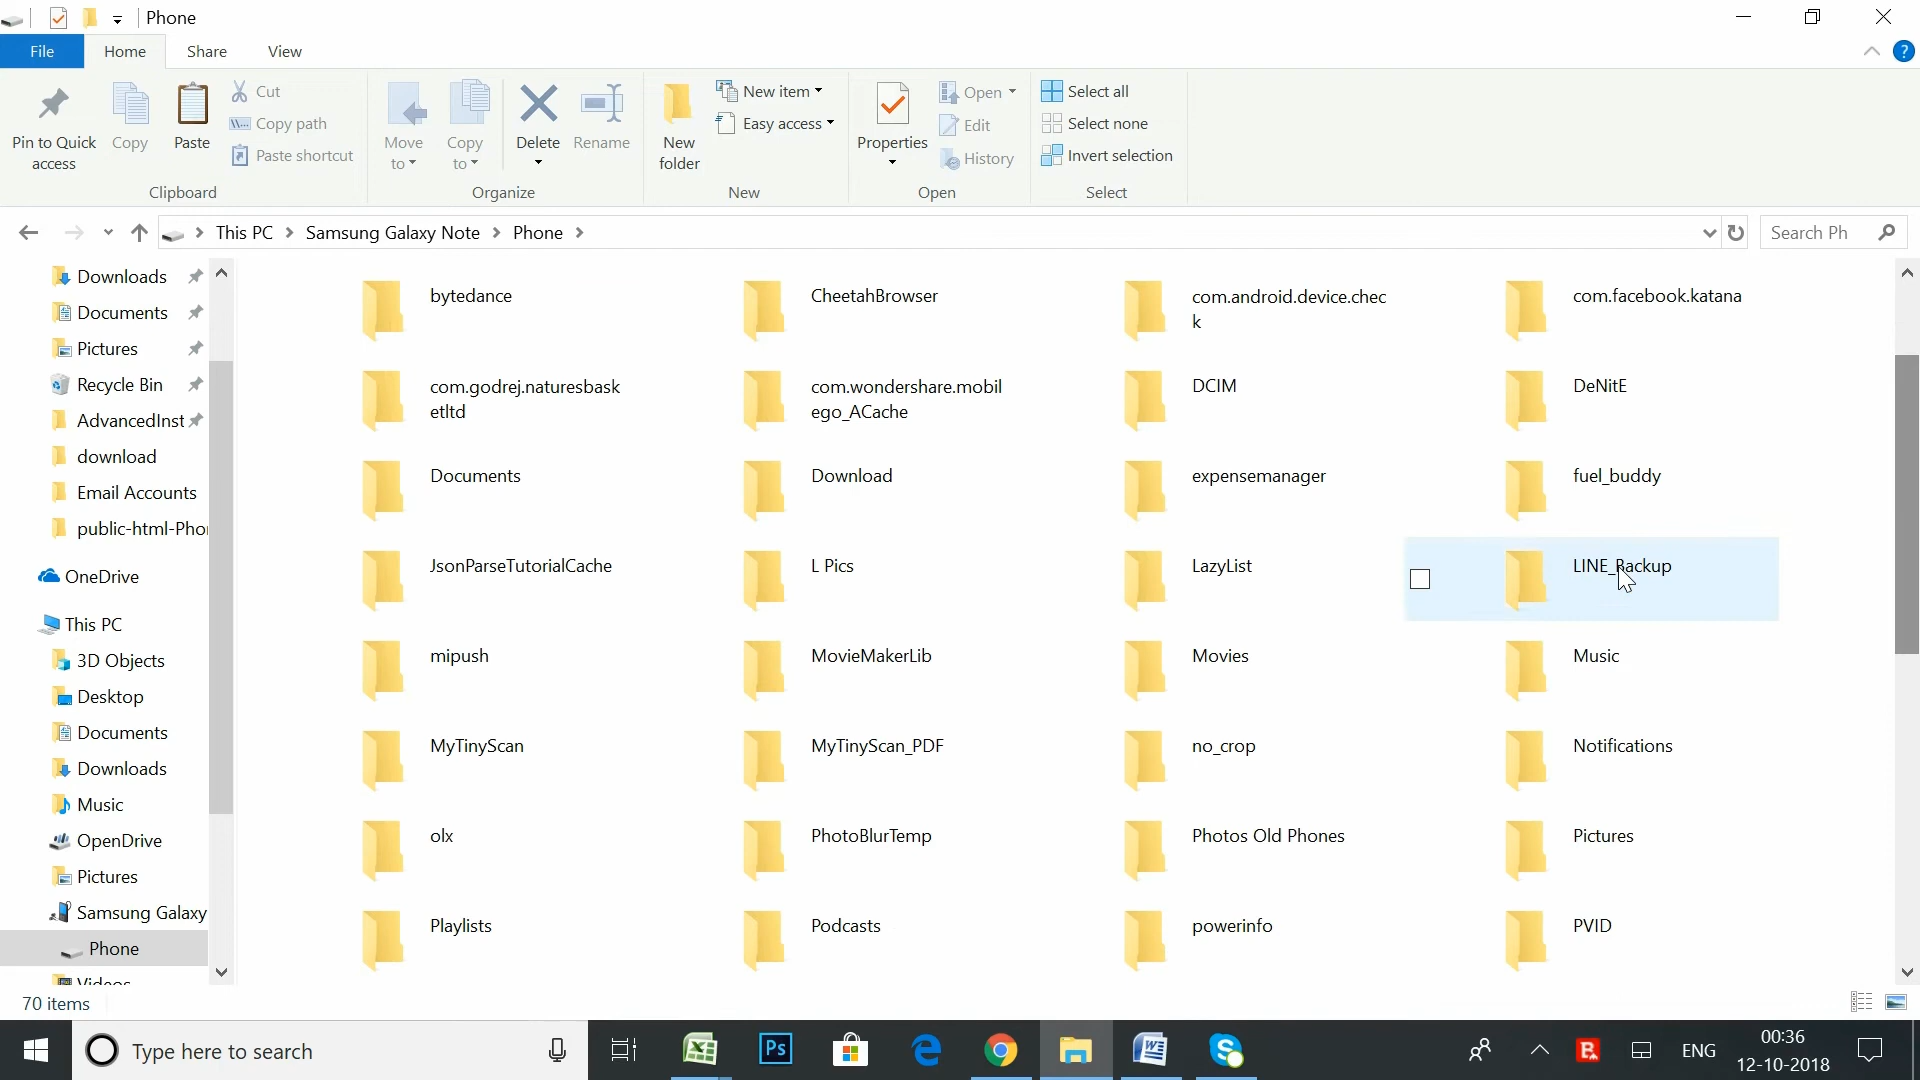 Phone
File
Home
Share
View
Pin to Quick
access
Copy
Paste
Cut
Copy path
Paste shortcut
Clipboard
Move
to
Copy
to
Delete
Rename
Organize
New
folder
New item
Easy access
New
Properties
Open
Edit
History
Open
Select all
Select none
Invert selection
Select
This PC
Samsung Galaxy Note
Phone
Search Ph
Downloads
Documents
Pictures
Recycle Bin
AdvancedInst
download
Email Accounts
public-html-Pho
OneDrive
This PC
3D Objects
Desktop
Documents
Downloads
Music
OpenDrive
Pictures
Samsung Galaxy
Phone
Videos
bytedance
CheetahBrowser
com.android.device.chec
k
com.facebook.katana
com.godrej.naturesbask
etltd
com.wondershare.mobil
ego_ACache
DCIM
DeNitE
Documents
Download
expensemanager
fuel_buddy
JsonParseTutorialCache
L Pics
LazyList
LINE_Backup
mipush
MovieMakerLib
Movies
Music
MyTinyScan
MyTinyScan_PDF
no_crop
Notifications
olx
PhotoBlurTemp
Photos Old Phones
Pictures
Playlists
Podcasts
powerinfo
PVID
70 items
Type here to search
Ps
ENG
00:36
12-10-2018